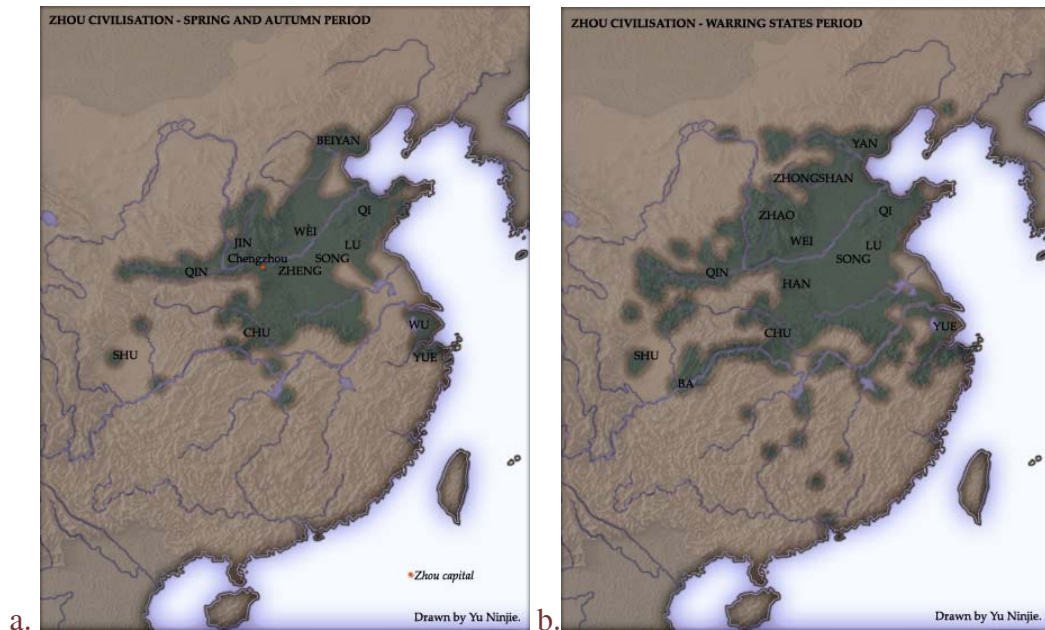 ZHOU CIVILISATION - SPRING AND AUTUMN PERIOD
BEIYAN
QI
WĖI
LU
JIN
SONG
Chengzhou
QIN
ZHENG
CHU
WU
SHU
YUE
Zhou capital
Drawn by Yu Ninjie.
a.
ZHOU CIVILISATION - WARRING STATES PERIOD
YAN
ZHONGSHAN
ZHAO
QI
WEI
LU
SONG
QIN
HAN
CHU
YUE
SHU
BA
Drawn by Yu Ninjie.
b.